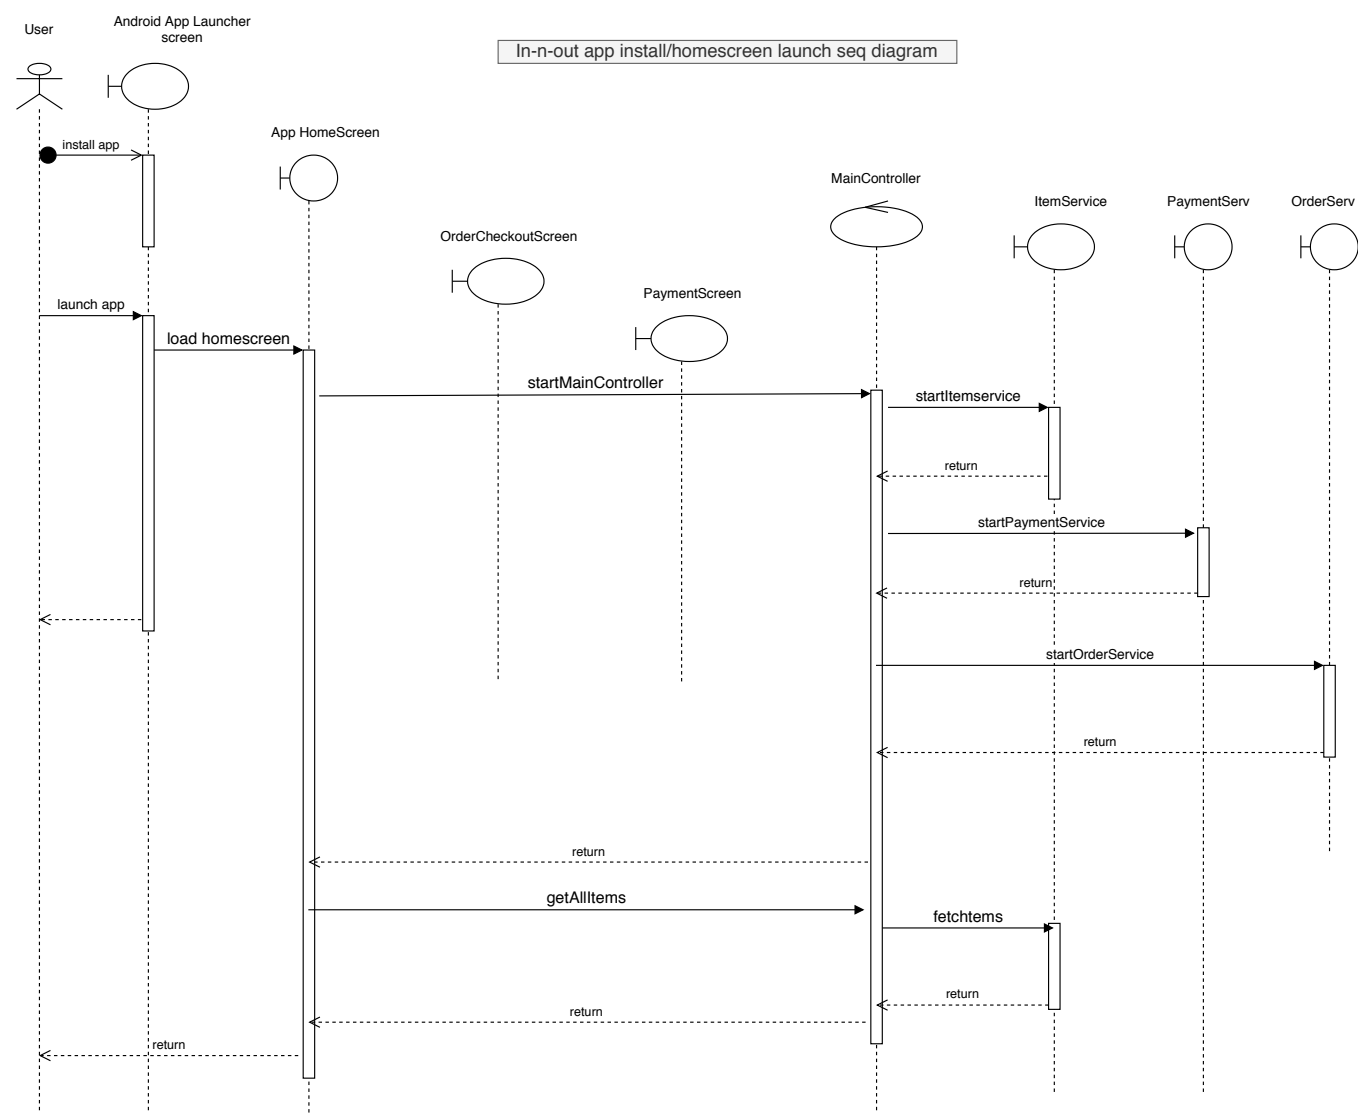 User
Android App Launcher
screen
In-n-out app install/homescreen launch seq diagram
App HomeScreen
install app
MainController
ItemService
PaymentServ
OrderServ
OrderCheckoutScreen
PaymentScreen
launch app
load homescreen
startMainController
startItemservice
return
startPaymentService
return
startOrderService
return
return
getAllItems
fetchtems
return
return
return